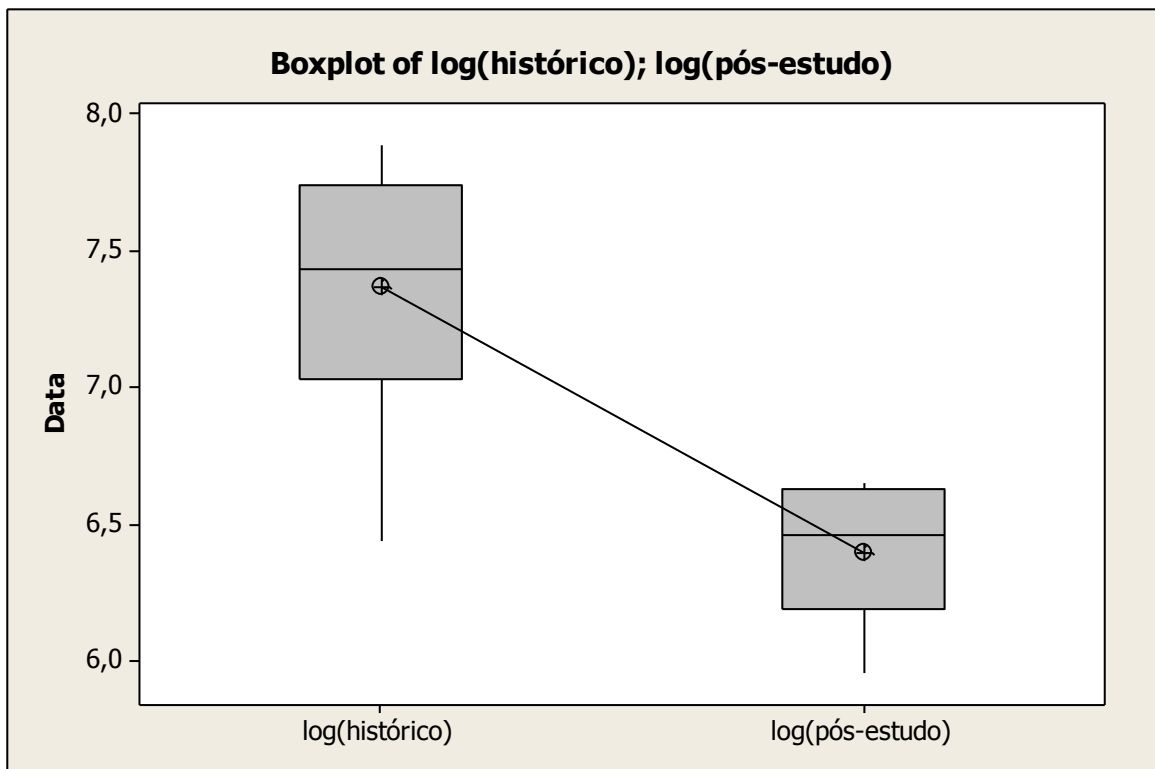 Boxplot of log(histórico); log(pós-estudo)
8,0
7,5
7,0
6,5
6,0
Data
log(histórico)
log(pós-estudo)